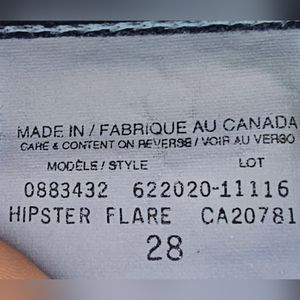 MADE IN / FABRIQUE AU CANADA
CARE & CONTENT ON REVERSE / VOIR AU VERSO
MODÈLE / STYLE LOT
0883432 622020-11116
HIPSTER FLARE CA20781
28